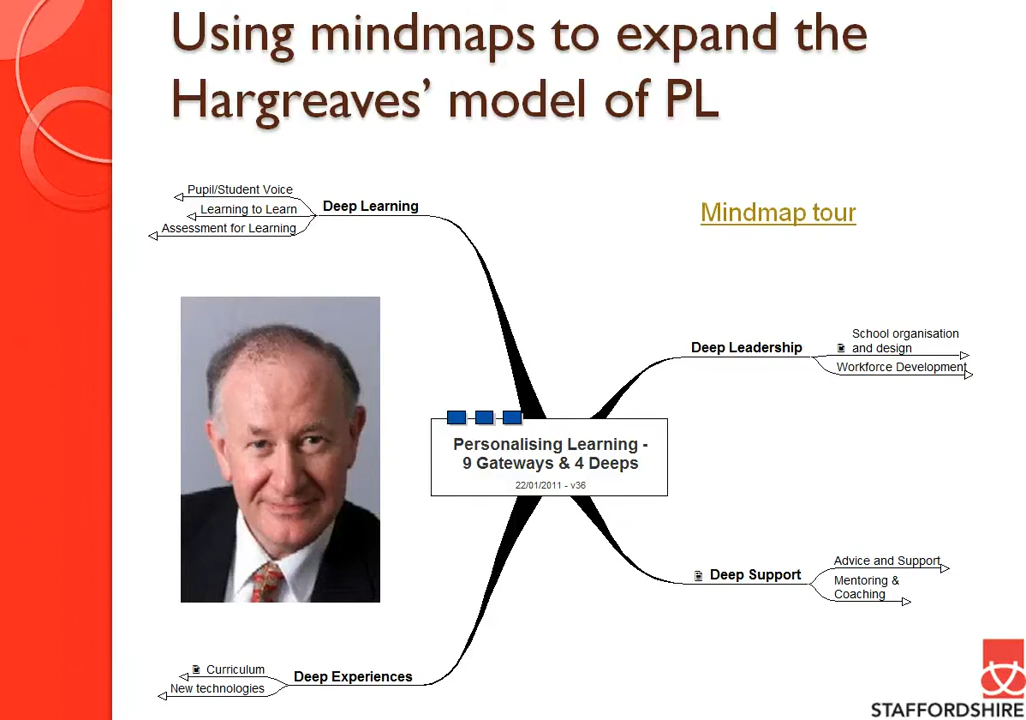 Using mindmaps to expand the
Hargreaves’ model of PL
Pupil/Student Voice
Learning to Learn
Assessment for Learning
Deep Learning
Mindmap tour
Deep Leadership
School organisation
and design
Workforce Development
Personalising Learning -
9 Gateways & 4 Deeps
22/01/2011 - v36
Deep Support
Advice and Support
Mentoring &
Coaching
Curriculum
New technologies
Deep Experiences
STAFFORDSHIRE